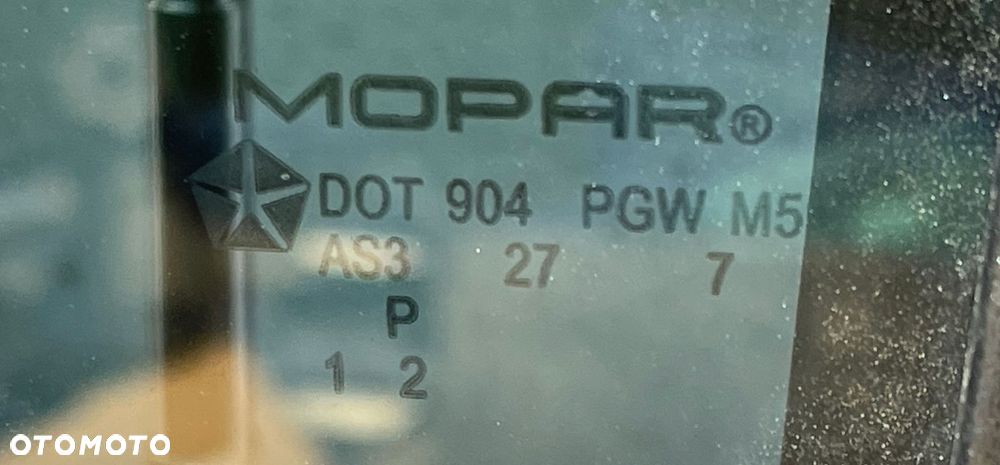 MOPAR®
DOT 904 PGW M5
AS3 27 7
P
1 2
OTOMOTO